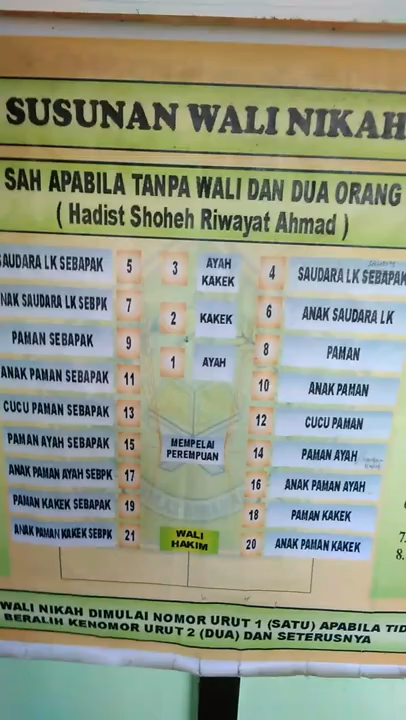 SUSUNAN WALI NIKAH
SAH APABILA TANPA WALI DAN DUA ORANG
( Hadist Shoheh Riwayat Ahmad )
SAUDARA LK SEBAPAK 5 3 AYAH KAKEK 4 SAUDARA LK SEBAPAK
NAK SAUDARA LK SEBPK 7 2 KAKEK 6 ANAK SAUDARA LK
PAMAN SEBAPAK 9 1 AYAH 8 PAMAN
ANAK PAMAN SEBAPAK 11 10 ANAK PAMAN
CUCU PAMAN SEBAPAK 13 12 CUCU PAMAN
PAMAN AYAH SEBAPAK 15 MEMPELAI PEREMPUAN 14 PAMAN AYAH
ANAK PAMAN AYAH SEBPK 17 16 ANAK PAMAN AYAH
PAMAN KAKEK SEBAPAK 19 18 PAMAN KAKEK
ANAK PAMAN KAKEK SEBPK 21 WALI HAKIM 20 ANAK PAMAN KAKEK
7.
8.
WALI NIKAH DIMULAI NOMOR URUT 1 (SATU) APABILA TID
BERALIH KENOMOR URUT 2 (DUA) DAN SETERUSNYA